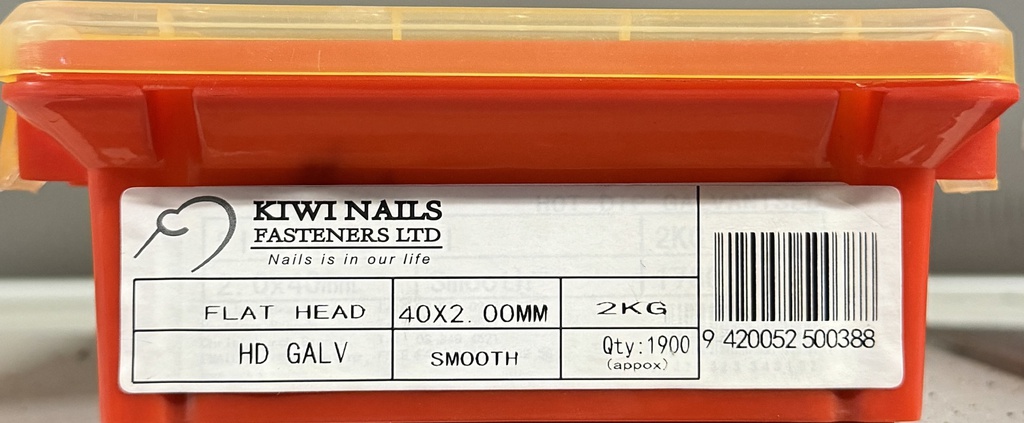 KIWI NAILS
FASTENERS LTD
Nails is in our life
FLAT HEAD 40X2.00MM 2KG
HD GALV SMOOTH Qty:1900
(appox)
9 420052 500388